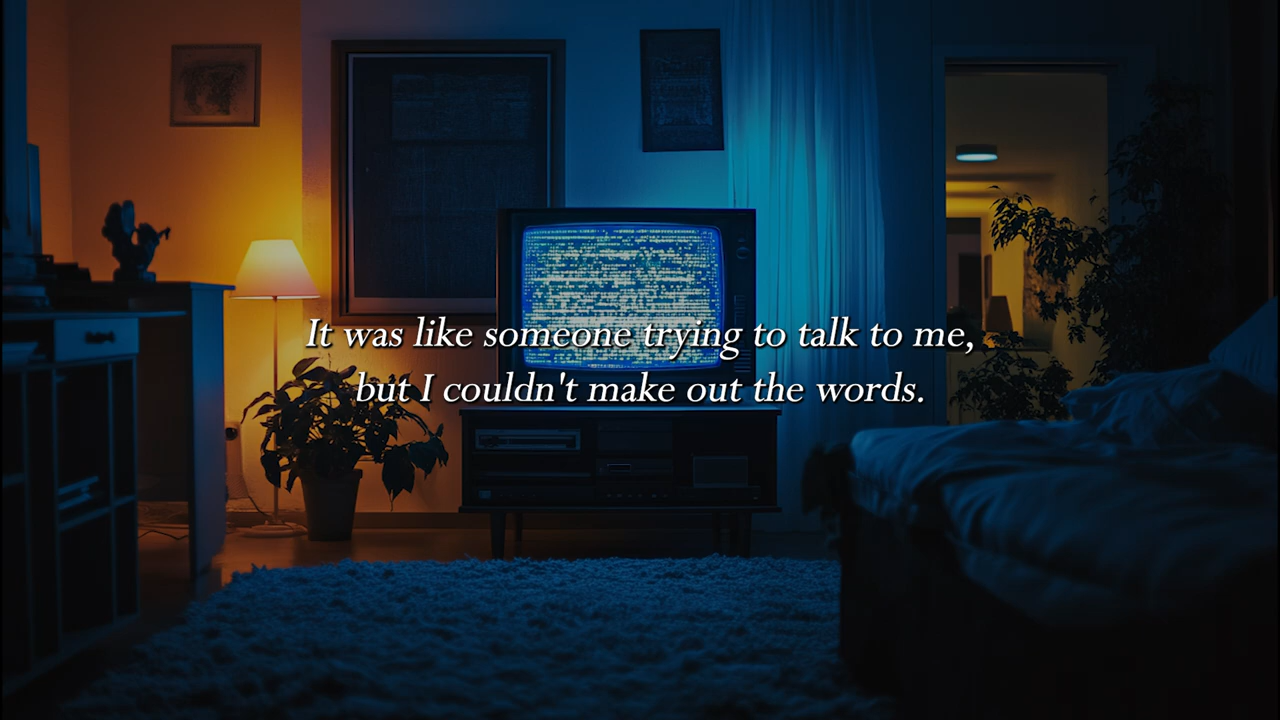 It was like someone trying to talk to me,
but I couldn't make out the words.